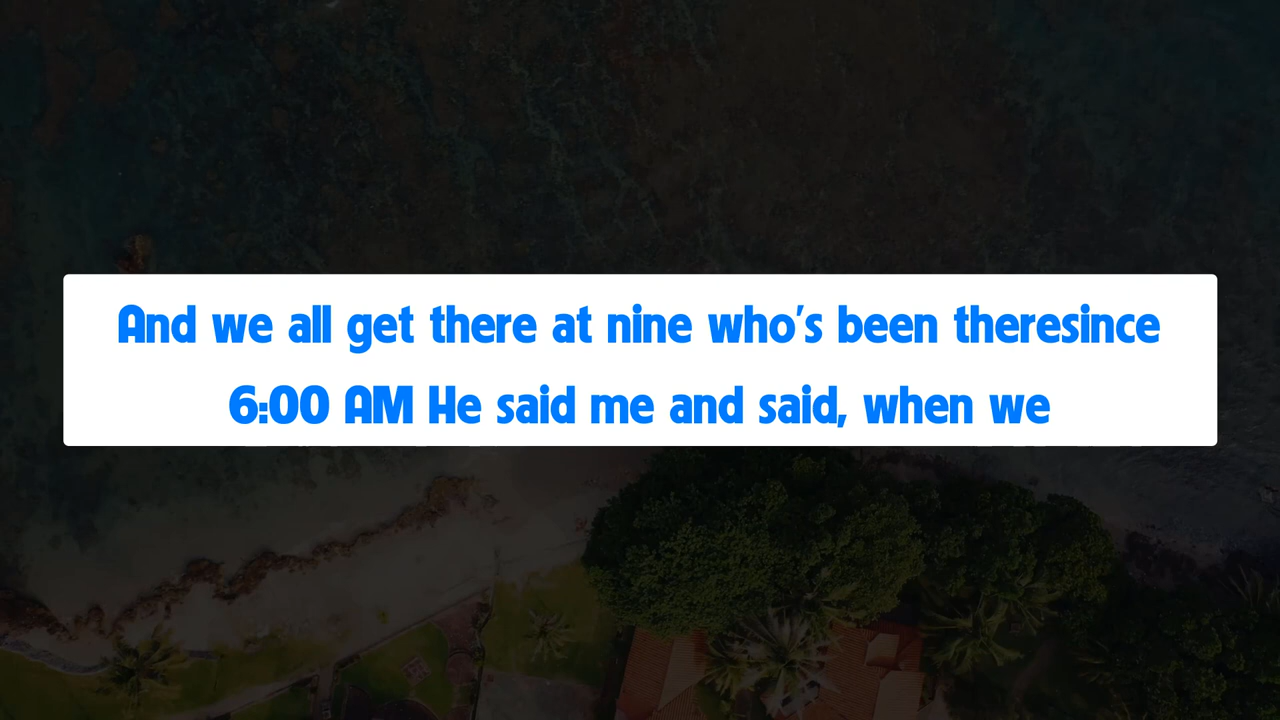 And we all get there at nine who's been theresince
6:00 AM He said me and said, when we